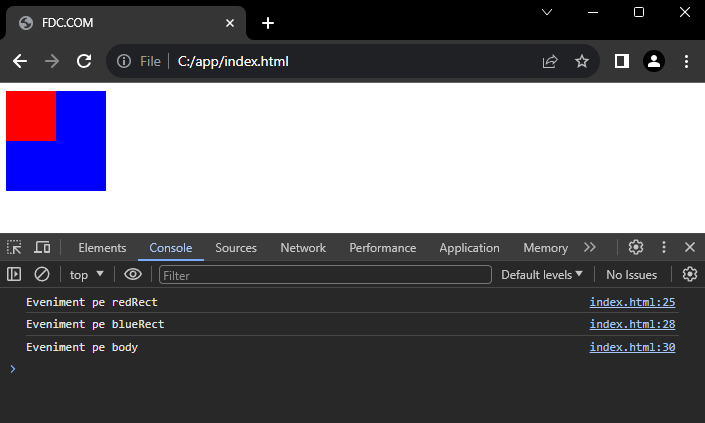 FDC.COM
File C:/app/index.html
Elements Console Sources Network Performance Application Memory
top Filter Default levels No Issues
Eveniment pe redRect index.html:25
Eveniment pe blueRect index.html:28
Eveniment pe body index.html:30